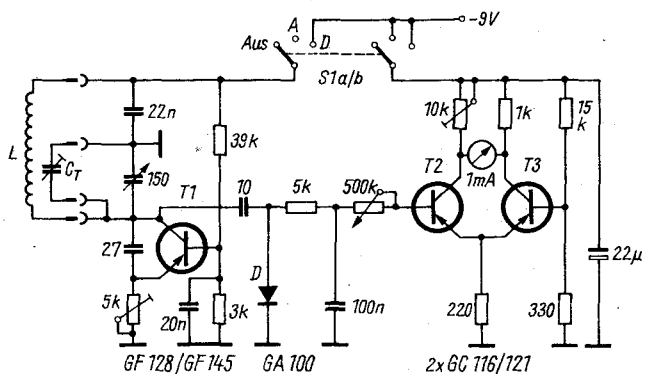 A
Aus
D
-9V
S1a/b
22n
39k
10k
1k
15
k
L
C_T
150
T1
10
5k
500k
T2
T3
1mA
27
5k
20n
3k
D
100n
220
330
22µ
GF 128/GF 145
GA 100
2x GC 116/121